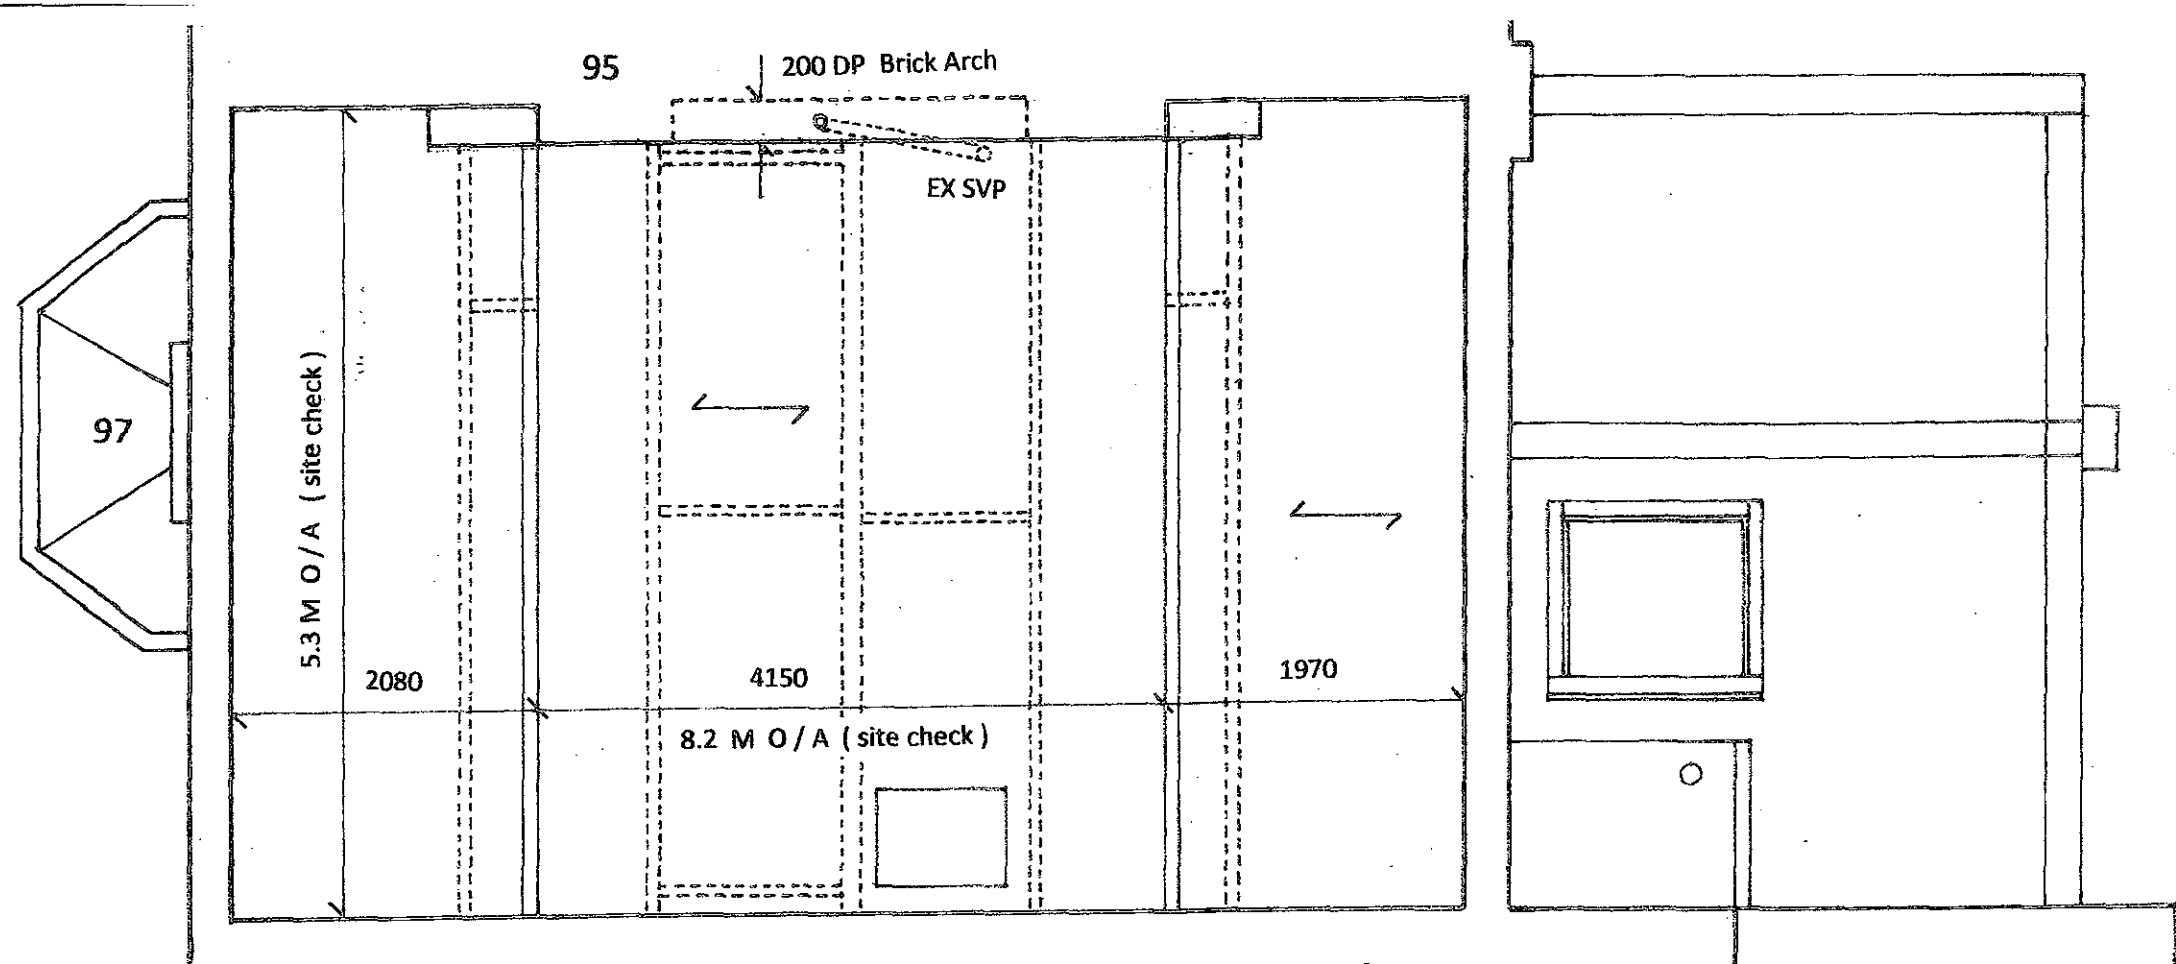 95
200 DP Brick Arch
EX SVP
97
5.3 M O / A ( site check )
2080
4150
1970
8.2 M O / A ( site check )